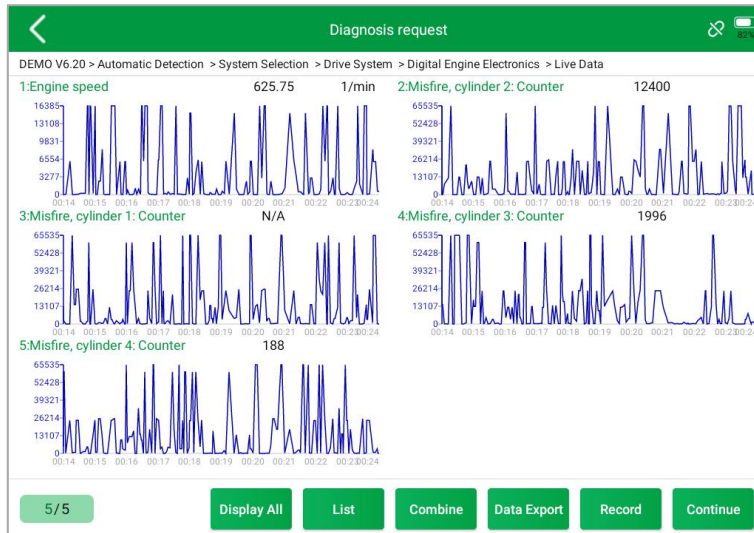 Diagnosis request
82%
DEMO V6.20 > Automatic Detection > System Selection > Drive System > Digital Engine Electronics > Live Data
1:Engine speed 625.75 1/min
16385
13108
9831
6554
3277
0
00:14 00:15 00:16 00:17 00:18 00:19 00:20 00:21 00:22 00:23 00:24
2:Misfire, cylinder 2: Counter 12400
65535
52428
39321
26214
13107
0
00:14 00:15 00:16 00:17 00:18 00:19 00:20 00:21 00:22 00:23
3:Misfire, cylinder 1: Counter N/A
65535
52428
39321
26214
13107
0
00:14 00:15 00:16 00:17 00:18 00:19 00:20 00:21 00:22 00:23 00:24
4:Misfire, cylinder 3: Counter 1996
65535
52428
39321
26214
13107
0
00:14 00:15 00:16 00:17 00:18 00:19 00:20 00:21 00:22 00:23
5:Misfire, cylinder 4: Counter 188
65535
52428
39321
26214
13107
0
00:14 00:15 00:16 00:17 00:18 00:19 00:20 00:21 00:22 00:23 00:24
5/5 Display All List Combine Data Export Record Continue